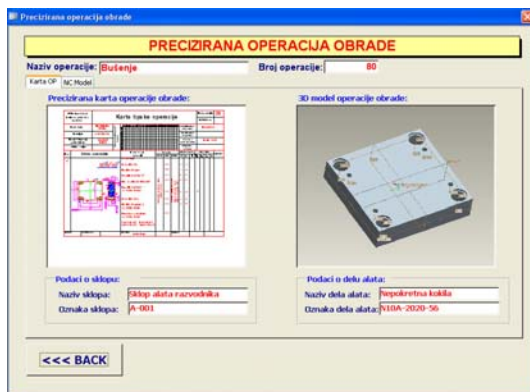 Precizirana operacija obrade
PRECIZIRANA OPERACIJA OBRADE
Naziv operacije: Bušenje Broj operacije: 80
Karta OP NC Model
Precizirana karta operacije obrade: 3D model operacije obrade:
Karta tipske operacije
Podaci o sklopu: Podaci o delu alata:
Naziv sklopa: Sklop alata razvodnika Naziv dela alata: Nepokretna kokila
Oznaka sklopa: A-001 Oznaka dela alata: N10A-2020-56
<<< BACK